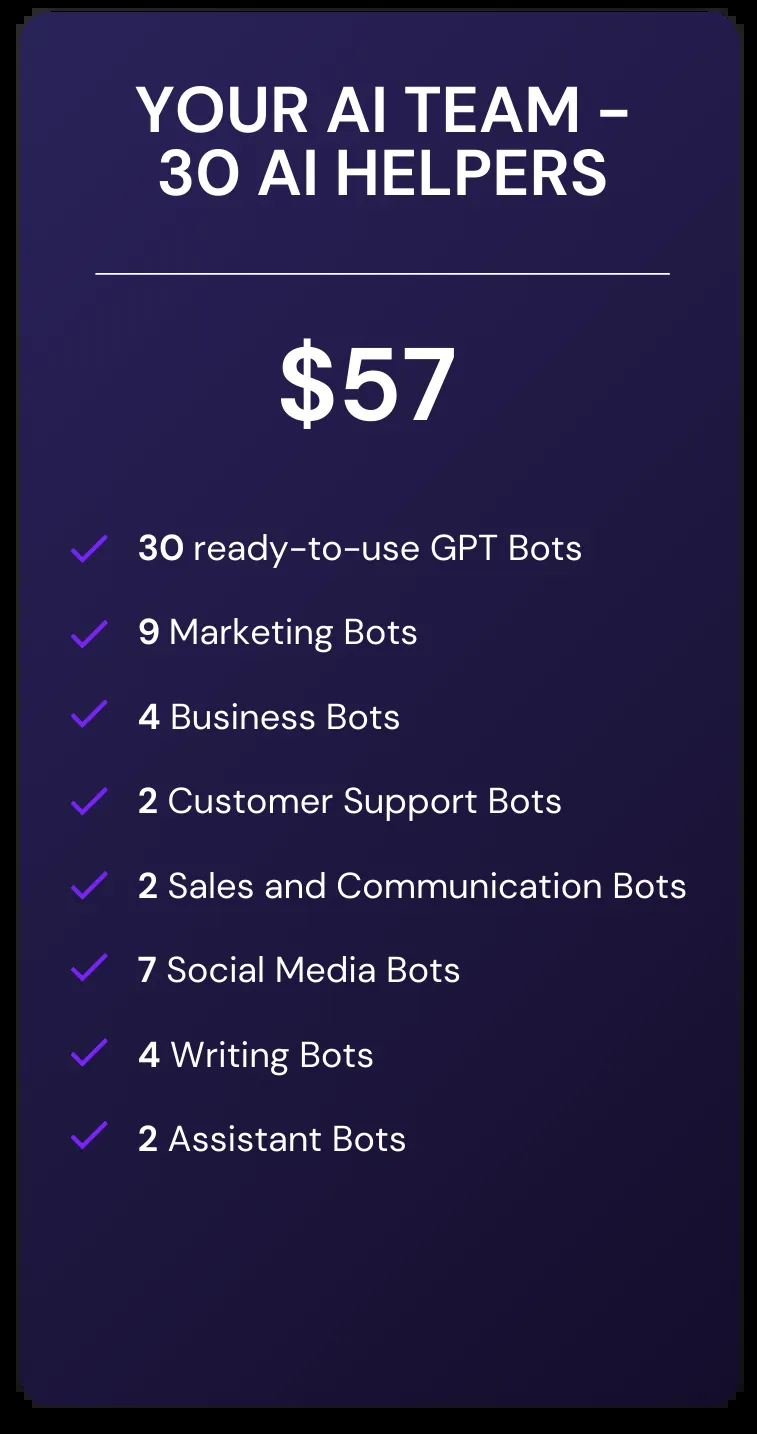 YOUR AI TEAM -
30 AI HELPERS
$57
30 ready-to-use GPT Bots
9 Marketing Bots
4 Business Bots
2 Customer Support Bots
2 Sales and Communication Bots
7 Social Media Bots
4 Writing Bots
2 Assistant Bots